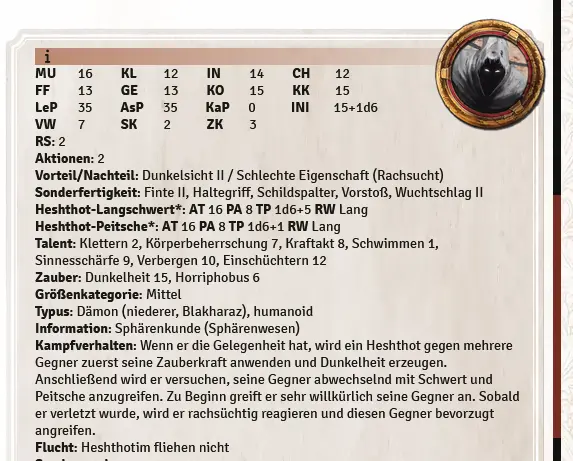 i
MU 16 KL 12 IN 14 CH 12
FF 13 GE 13 KO 15 KK 15
LeP 35 AsP 35 KaP 0 INI 15+1d6
VW 7 SK 2 ZK 3
RS: 2
Aktionen: 2
Vorteil/Nachteil: Dunkelsicht II / Schlechte Eigenschaft (Rachsucht)
Sonderfertigkeit: Finte II, Haltegriff, Schildspalter, Vorstoß, Wuchtschlag II
Heshthot-Langschwert*: AT 16 PA 8 TP 1d6+5 RW Lang
Heshthot-Peitsche*: AT 16 PA 8 TP 1d6+1 RW Lang
Talent: Klettern 2, Körperbeherrschung 7, Kraftakt 8, Schwimmen 1,
Sinnesschärfe 9, Verbergen 10, Einschüchtern 12
Zauber: Dunkelheit 15, Horriphobus 6
Größenkategorie: Mittel
Typus: Dämon (niederer, Blakharaz), humanoid
Information: Sphärenkunde (Sphärenwesen)
Kampfverhalten: Wenn er die Gelegenheit hat, wird ein Heshthot gegen mehrere
Gegner zuerst seine Zauberkraft anwenden und Dunkelheit erzeugen.
Anschließend wird er versuchen, seine Gegner abwechselnd mit Schwert und
Peitsche anzugreifen. Zu Beginn greift er sehr willkürlich seine Gegner an. Sobald
er verletzt wurde, wird er rachsüchtig reagieren und diesen Gegner bevorzugt
angreifen.
Flucht: Heshthotim fliehen nicht